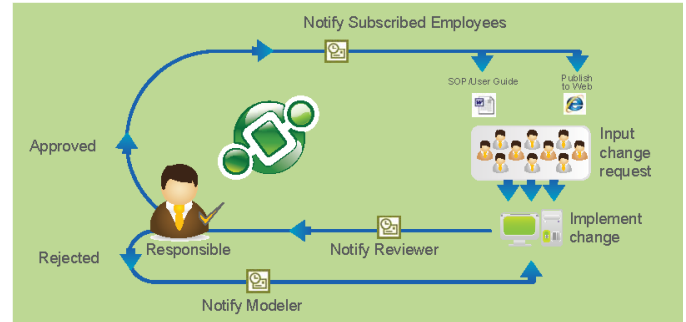 Notify Subscribed Employees
SOP/User Guide
Publish
to Web
Input
change
request
Approved
Responsible
Notify Reviewer
Implement
change
Rejected
Notify Modeler